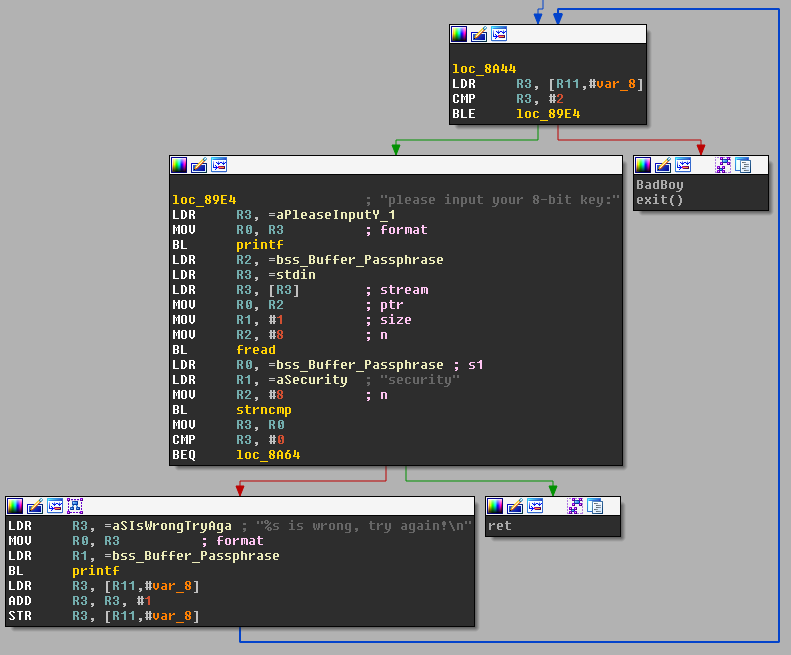 loc_8A44
LDR R3, [R11,#var_8]
CMP R3, #2
BLE loc_89E4
loc_89E4 ; "please input your 8-bit key:"
LDR R3, =aPleaseInputY_1
MOV R0, R3 ; format
BL printf
LDR R2, =bss_Buffer_Passphrase
LDR R3, =stdin
LDR R3, [R3] ; stream
MOV R0, R2 ; ptr
MOV R1, #1 ; size
MOV R2, #8 ; n
BL fread
LDR R0, =bss_Buffer_Passphrase ; s1
LDR R1, =aSecurity ; "security"
MOV R2, #8 ; n
BL strncmp
MOV R3, R0
CMP R3, #0
BEQ loc_8A64
BadBoy
exit()
LDR R3, =aSIsWrongTryAga ; "%s is wrong, try again!\n"
MOV R0, R3 ; format
LDR R1, =bss_Buffer_Passphrase
BL printf
LDR R3, [R11,#var_8]
ADD R3, R3, #1
STR R3, [R11,#var_8]
ret